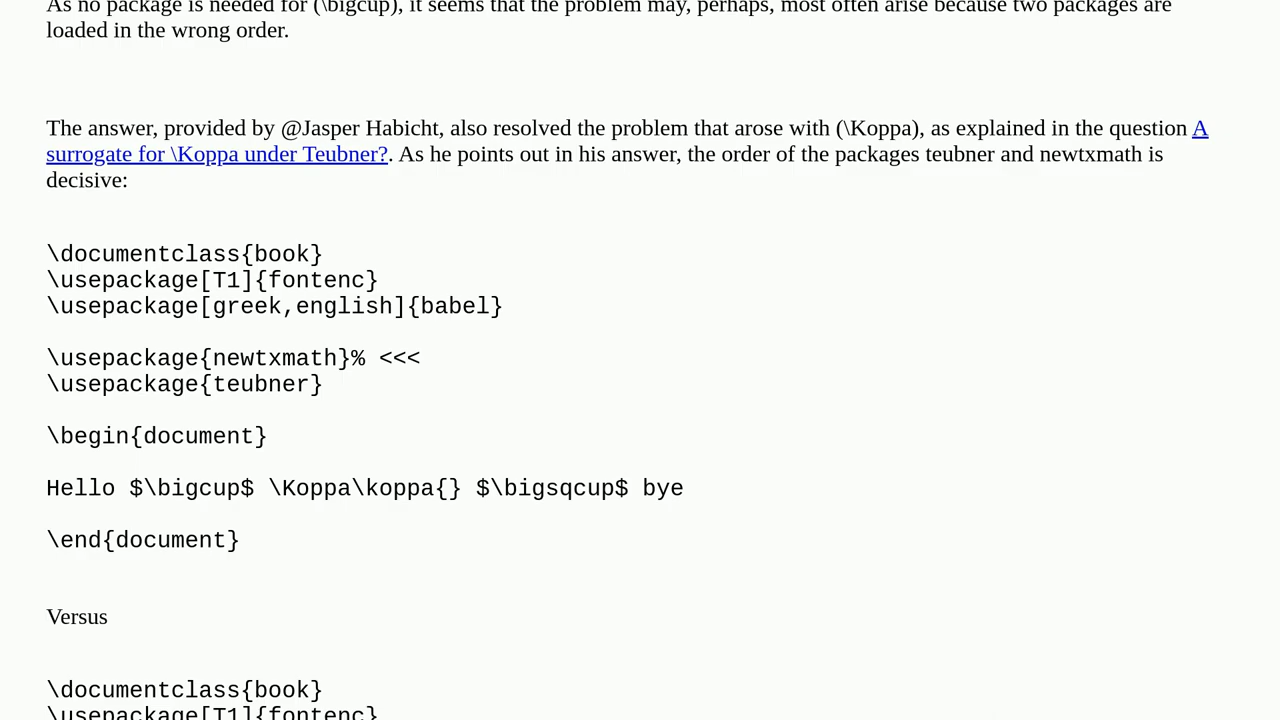 As no package is needed for (\bigcup), it seems that the problem may, perhaps, most often arise because two packages are
loaded in the wrong order.
The answer, provided by @Jasper Habicht, also resolved the problem that arose with (\Koppa), as explained in the question A
surrogate for \Koppa under Teubner?. As he points out in his answer, the order of the packages teubner and newtxmath is
decisive:
\documentclass{book}
\usepackage[T1]{fontenc}
\usepackage[greek,english]{babel}
\usepackage{newtxmath}% <<<
\usepackage{teubner}
\begin{document}
Hello $\bigcup$ \Koppa\koppa{} $\bigsqcup$ bye
\end{document}
Versus
\documentclass{book}
\usepackage[T1]{fontenc}